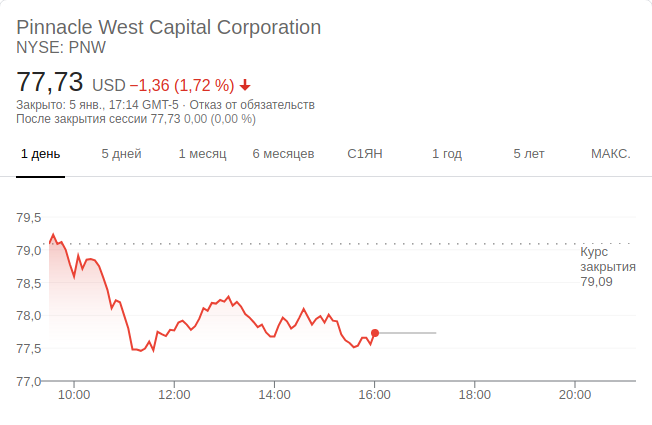 Pinnacle West Capital Corporation
NYSE: PNW
77,73 USD −1,36 (1,72 %)
Закрыто: 5 янв., 17:14 GMT-5 · Отказ от обязательств
После закрытия сессии 77,73 0,00 (0,00 %)
1 день 5 дней 1 месяц 6 месяцев С1ЯН 1 год 5 лет МАКС.
79,5
79,0
78,5
78,0
77,5
77,0
Курс
закрытия
79,09
10:00 12:00 14:00 16:00 18:00 20:00